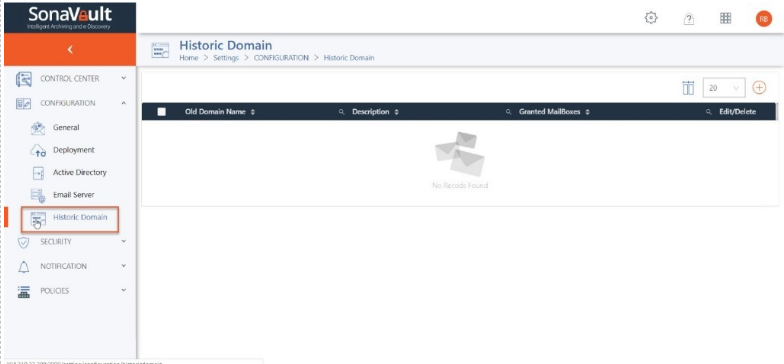 SonaVault
Intelligent Archiving and e-Discovery
?
RB
Historic Domain
Home > Settings > CONFIGURATION > Historic Domain
CONTROL CENTER
20
CONFIGURATION
Old Domain Name
Description
Granted MailBoxes
Edit/Delete
General
Deployment
Active Directory
No Records Found
Email Server
Historic Domain
SECURITY
NOTIFICATION
POLICIES